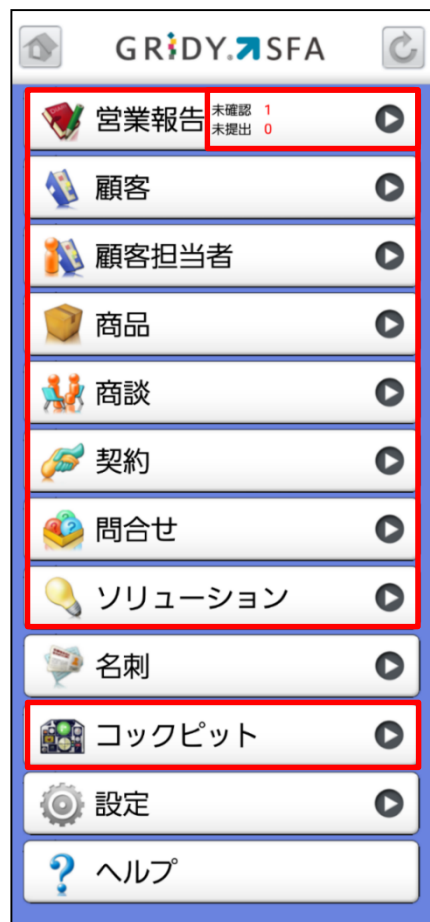 GRiDY.SFA
営業報告
未確認 1
未提出 0
顧客
顧客担当者
商品
商談
契約
問合せ
ソリューション
名刺
コックピット
設定
ヘルプ